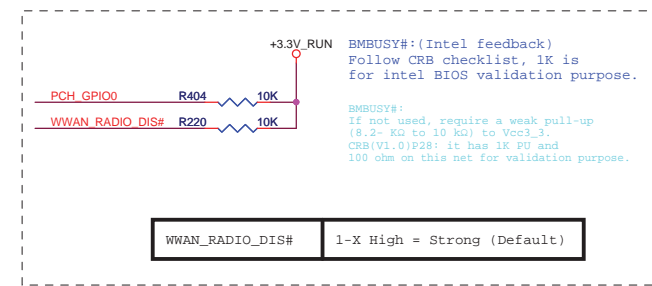 +3.3V_RUN
BMBUSY#:(Intel feedback)
Follow CRB checklist, 1K is
for intel BIOS validation purpose.
PCH_GPIO0 R404 10K
WWAN_RADIO_DIS# R220 10K
BMBUSY#:
If not used, require a weak pull-up
(8.2- KΩ to 10 kΩ) to Vcc3_3.
CRB(V1.0)P28: it has 1K PU and
100 ohm on this net for validation purpose.
WWAN_RADIO_DIS# 1-X High = Strong (Default)